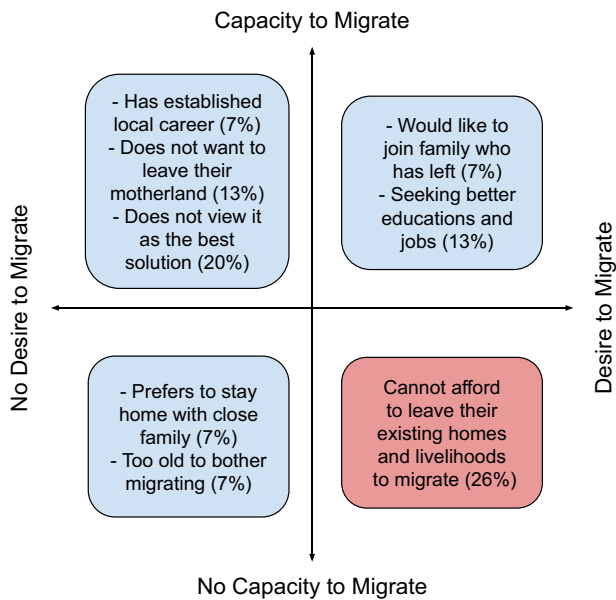 Capacity to Migrate
- Has established
local career (7%)
- Does not want to
leave their
motherland (13%)
- Does not view it
as the best
solution (20%)
- Would like to
join family who
has left (7%)
- Seeking better
educations and
jobs (13%)
No Desire to Migrate
Desire to Migrate
- Prefers to stay
home with close
family (7%)
- Too old to bother
migrating (7%)
Cannot afford
to leave their
existing homes
and livelihoods
to migrate (26%)
No Capacity to Migrate